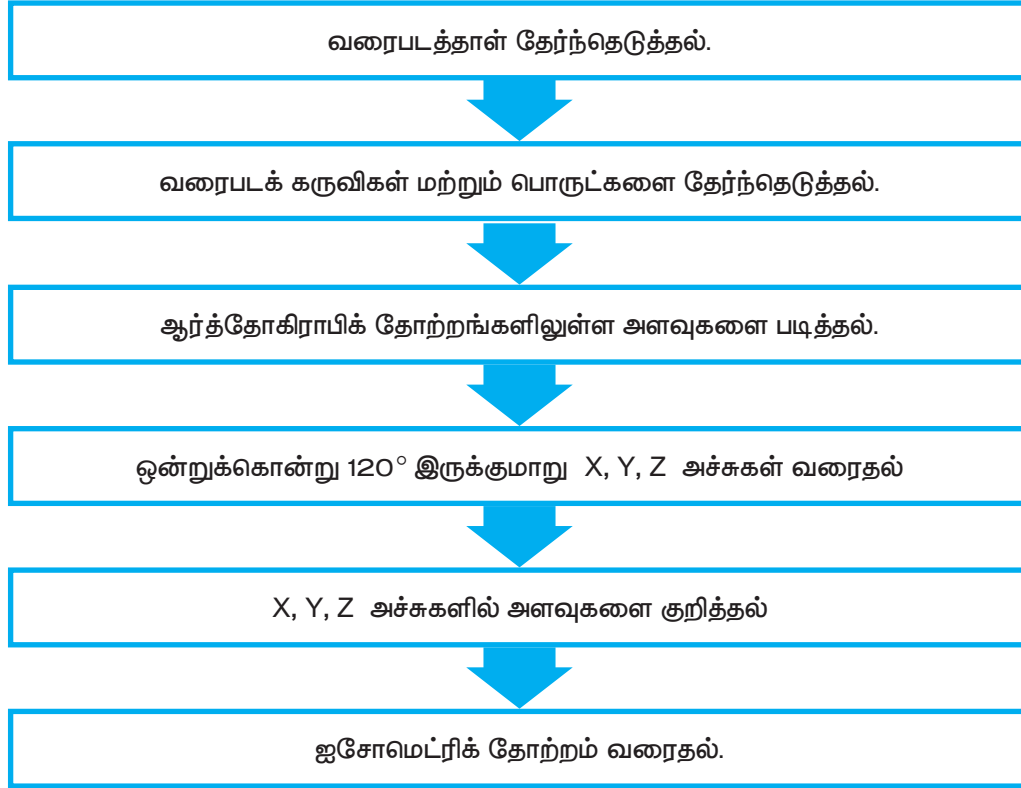 வரைபடத்தாள் தேர்ந்தெடுத்தல்.
வரைபடக் கருவிகள் மற்றும் பொருட்களை தேர்ந்தெடுத்தல்.
ஆர்த்தோகிராபிக் தோற்றங்களிலுள்ள அளவுகளை படித்தல்.
ஒன்றுக்கொன்று 120° இருக்குமாறு X, Y, Z அச்சுகள் வரைதல்
X, Y, Z அச்சுகளில் அளவுகளை குறித்தல்
ஐசோமெட்ரிக் தோற்றம் வரைதல்.